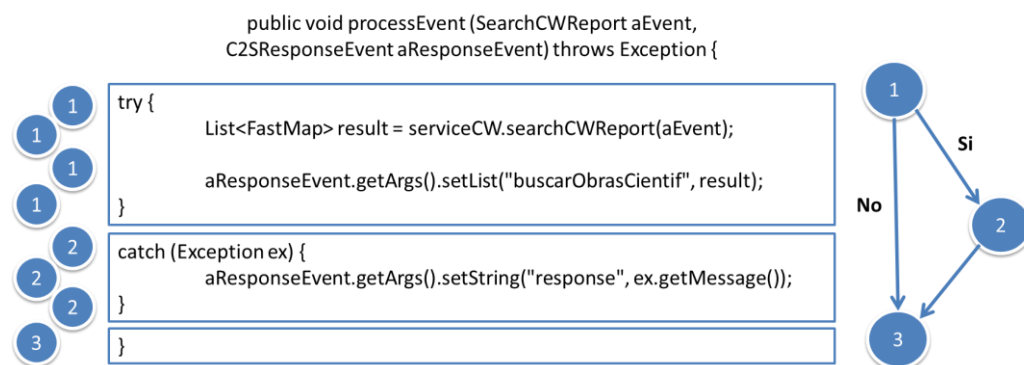 public void processEvent (SearchCWReport aEvent,
C2SResponseEvent aResponseEvent) throws Exception {
1
try {
1
List<FastMap> result = serviceCW.searchCWReport(aEvent);
1
aResponseEvent.getArgs().setList("buscarObrasCientif", result);
1
}
2
catch (Exception ex) {
2
aResponseEvent.getArgs().setString("response", ex.getMessage());
2
}
3
}
1
Si
No
2
3